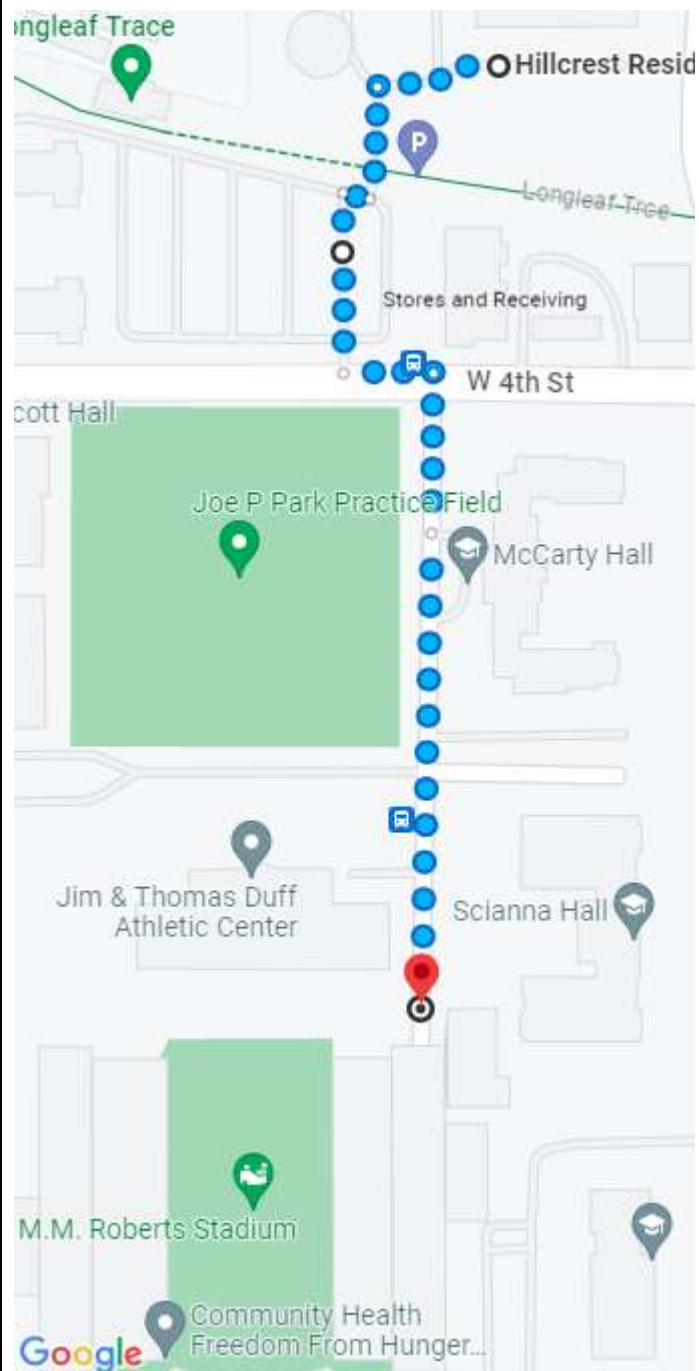 ongleaf Trace
Hillcrest Resid
P
Longleaf Trce
Stores and Receiving
W 4th St
cott Hall
Joe P Park Practice Field
McCarty Hall
Jim & Thomas Duff
Athletic Center
Scianna Hall
M.M. Roberts Stadium
Community Health
Freedom From Hunger...
Google